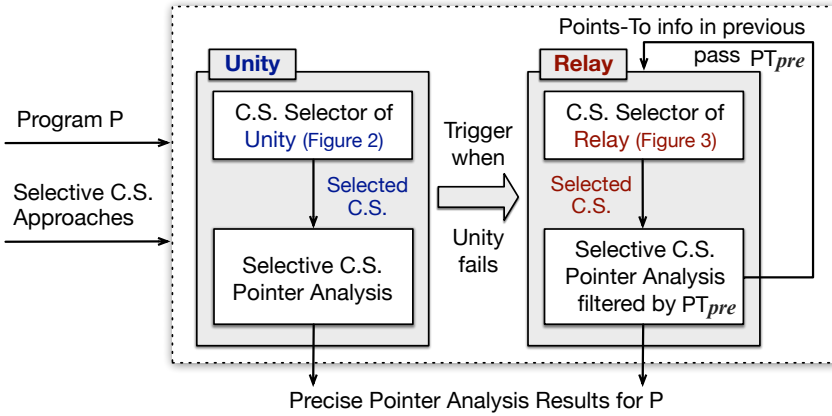 Points-To info in previous
pass PTpre
Unity
Relay
Program P
Selective C.S.
Approaches
C.S. Selector of
Unity (Figure 2)
Selected
C.S.
Selective C.S.
Pointer Analysis
Trigger
when
Unity
fails
C.S. Selector of
Relay (Figure 3)
Selected
C.S.
Selective C.S.
Pointer Analysis
filtered by PTpre
Precise Pointer Analysis Results for P